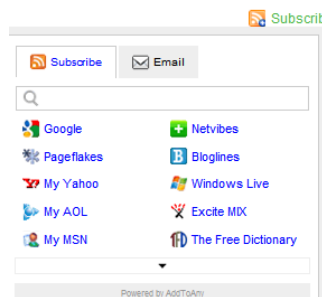 Subscrib
Subscribe Email
Google Netvibes
Pageflakes Bloglines
My Yahoo Windows Live
My AOL Excite MIX
My MSN The Free Dictionary
Powered by AddToAny